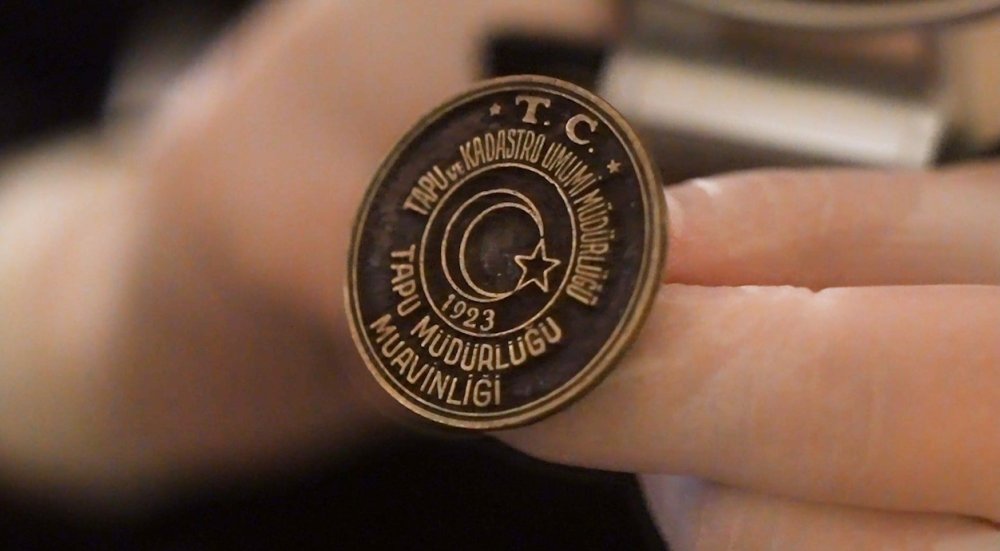 T. C.
TAPU ve KADASTRO UMUMİ MÜDÜRLÜĞÜ
1923
TAPU MÜDÜRLÜĞÜ
MUAVİNLİĞİ